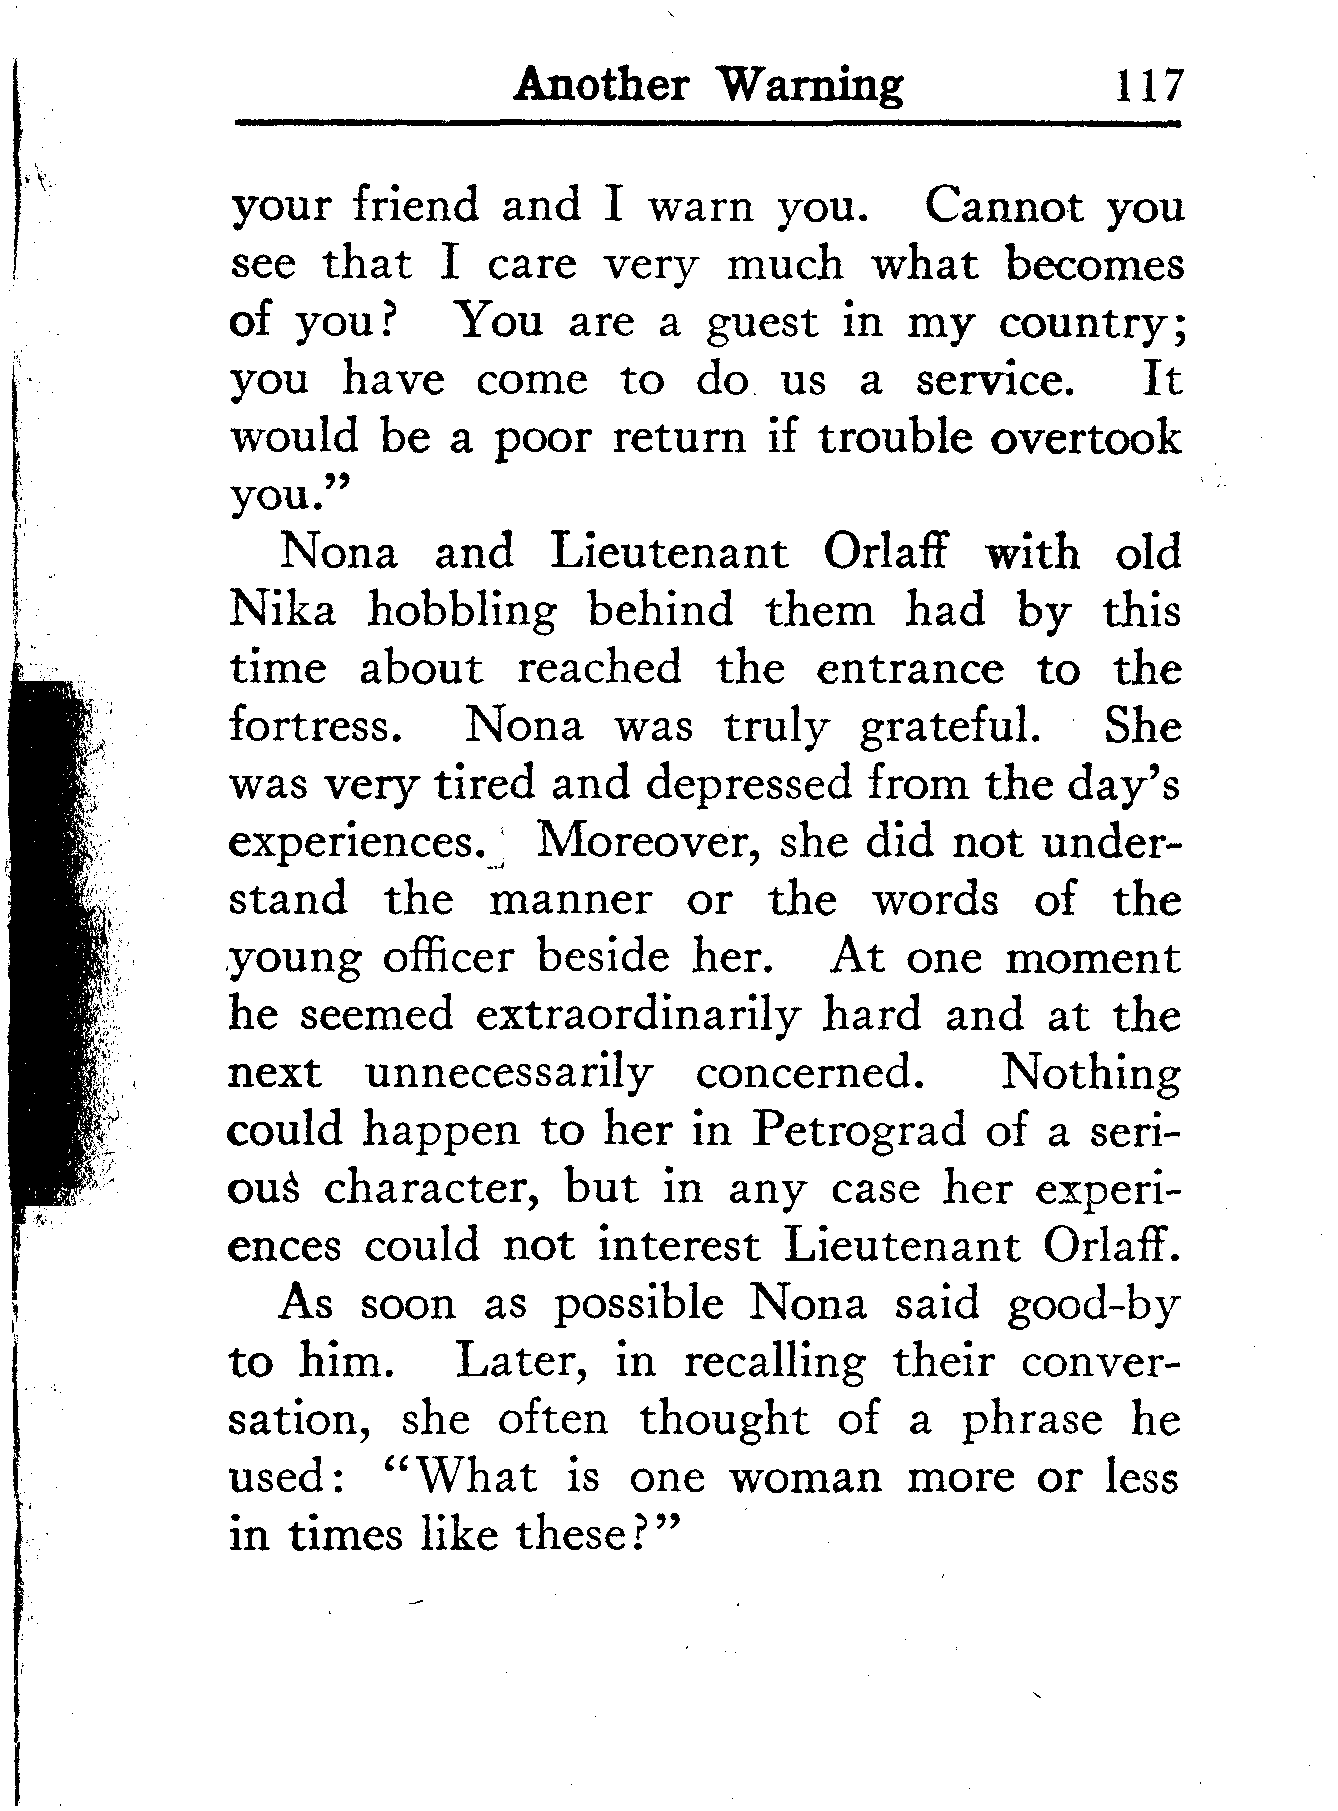 Another Warning 117
your friend and I warn you. Cannot you
see that I care very much what becomes
of you? You are a guest in my country;
you have come to do us a service. It
would be a poor return if trouble overtook
you."
Nona and Lieutenant Orlaff with old
Nika hobbling behind them had by this
time about reached the entrance to the
fortress. Nona was truly grateful. She
was very tired and depressed from the day's
experiences. Moreover, she did not under-
stand the manner or the words of the
young officer beside her. At one moment
he seemed extraordinarily hard and at the
next unnecessarily concerned. Nothing
could happen to her in Petrograd of a seri-
ous character, but in any case her experi-
ences could not interest Lieutenant Orlaff.
As soon as possible Nona said good-by
to him. Later, in recalling their conver-
sation, she often thought of a phrase he
used: "What is one woman more or less
in times like these?"